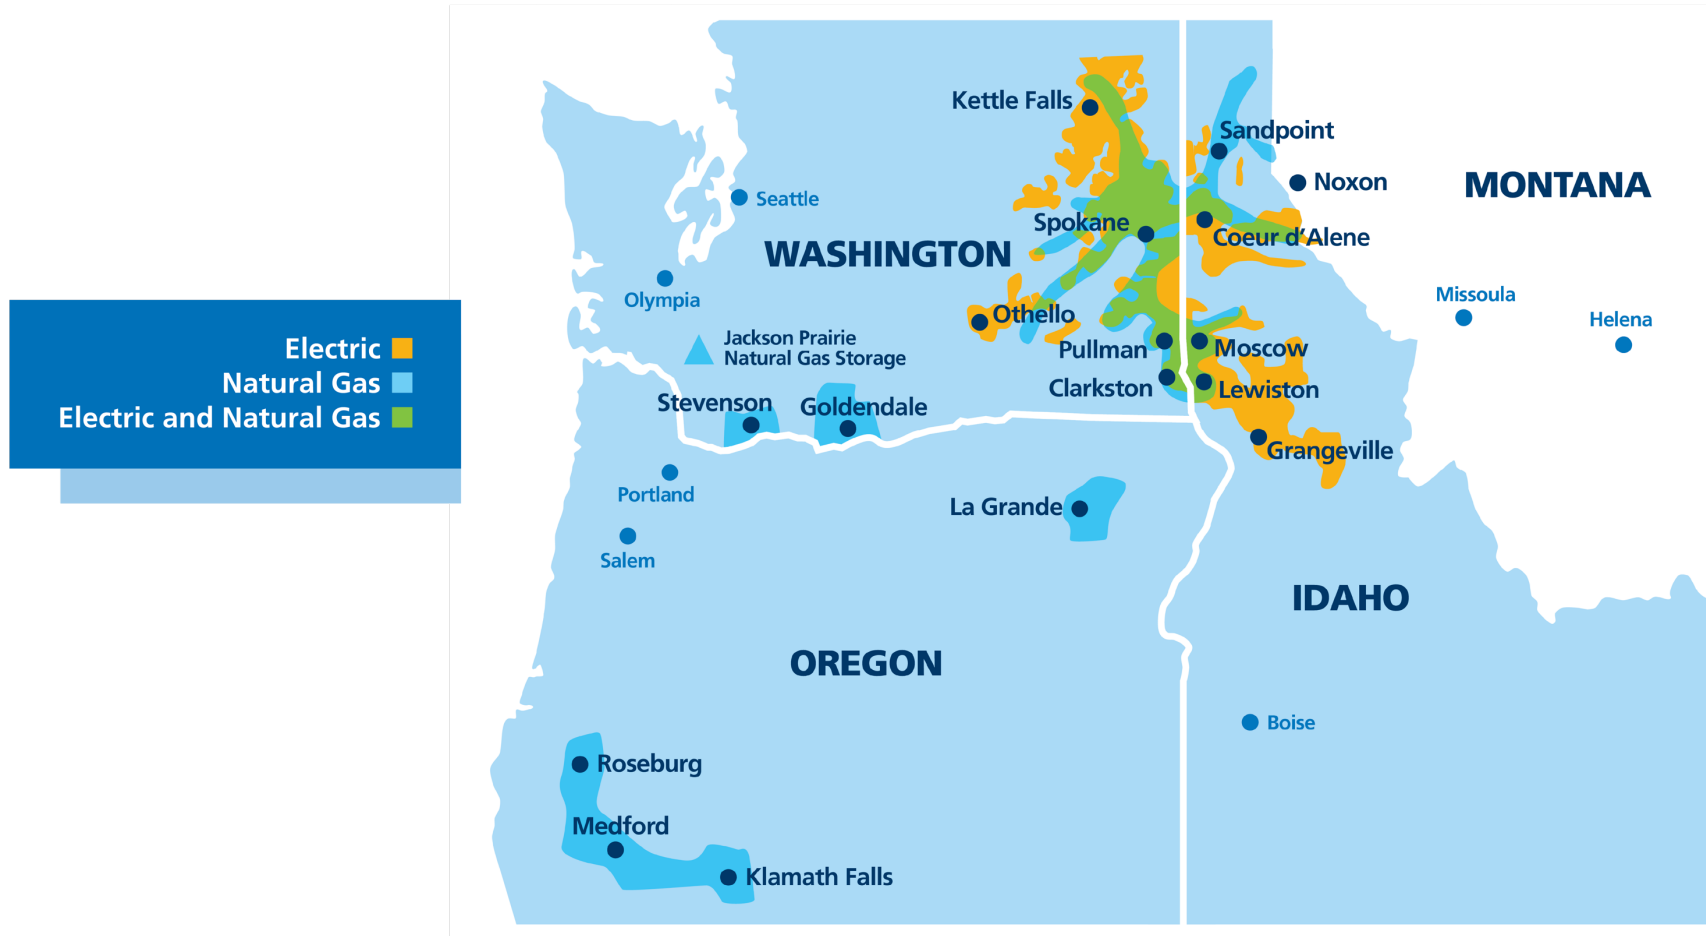 Kettle Falls
Sandpoint
Noxon
MONTANA
Seattle
Spokane
Coeur d’Alene
WASHINGTON
Olympia
Missoula
Helena
Othello
Jackson Prairie
Natural Gas Storage
Pullman
Moscow
Clarkston
Lewiston
Electric
Natural Gas
Electric and Natural Gas
Stevenson
Goldendale
Grangeville
Portland
La Grande
Salem
IDAHO
OREGON
Boise
Roseburg
Medford
Klamath Falls